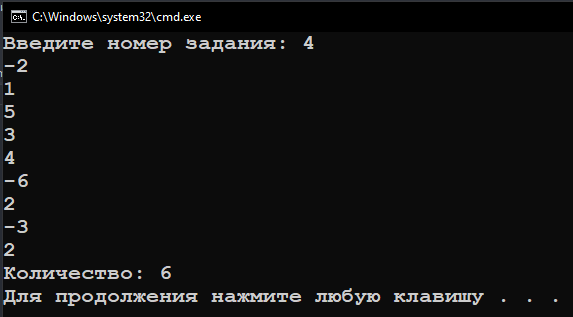 C:\Windows\system32\cmd.exe
Введите номер задания: 4
-2
1
5
3
4
-6
2
-3
2
Количество: 6
Для продолжения нажмите любую клавишу . . .